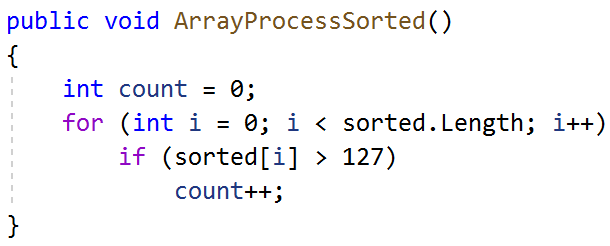 public void ArrayProcessSorted()
{
    int count = 0;
    for (int i = 0; i < sorted.Length; i++)
        if (sorted[i] > 127)
            count++;
}